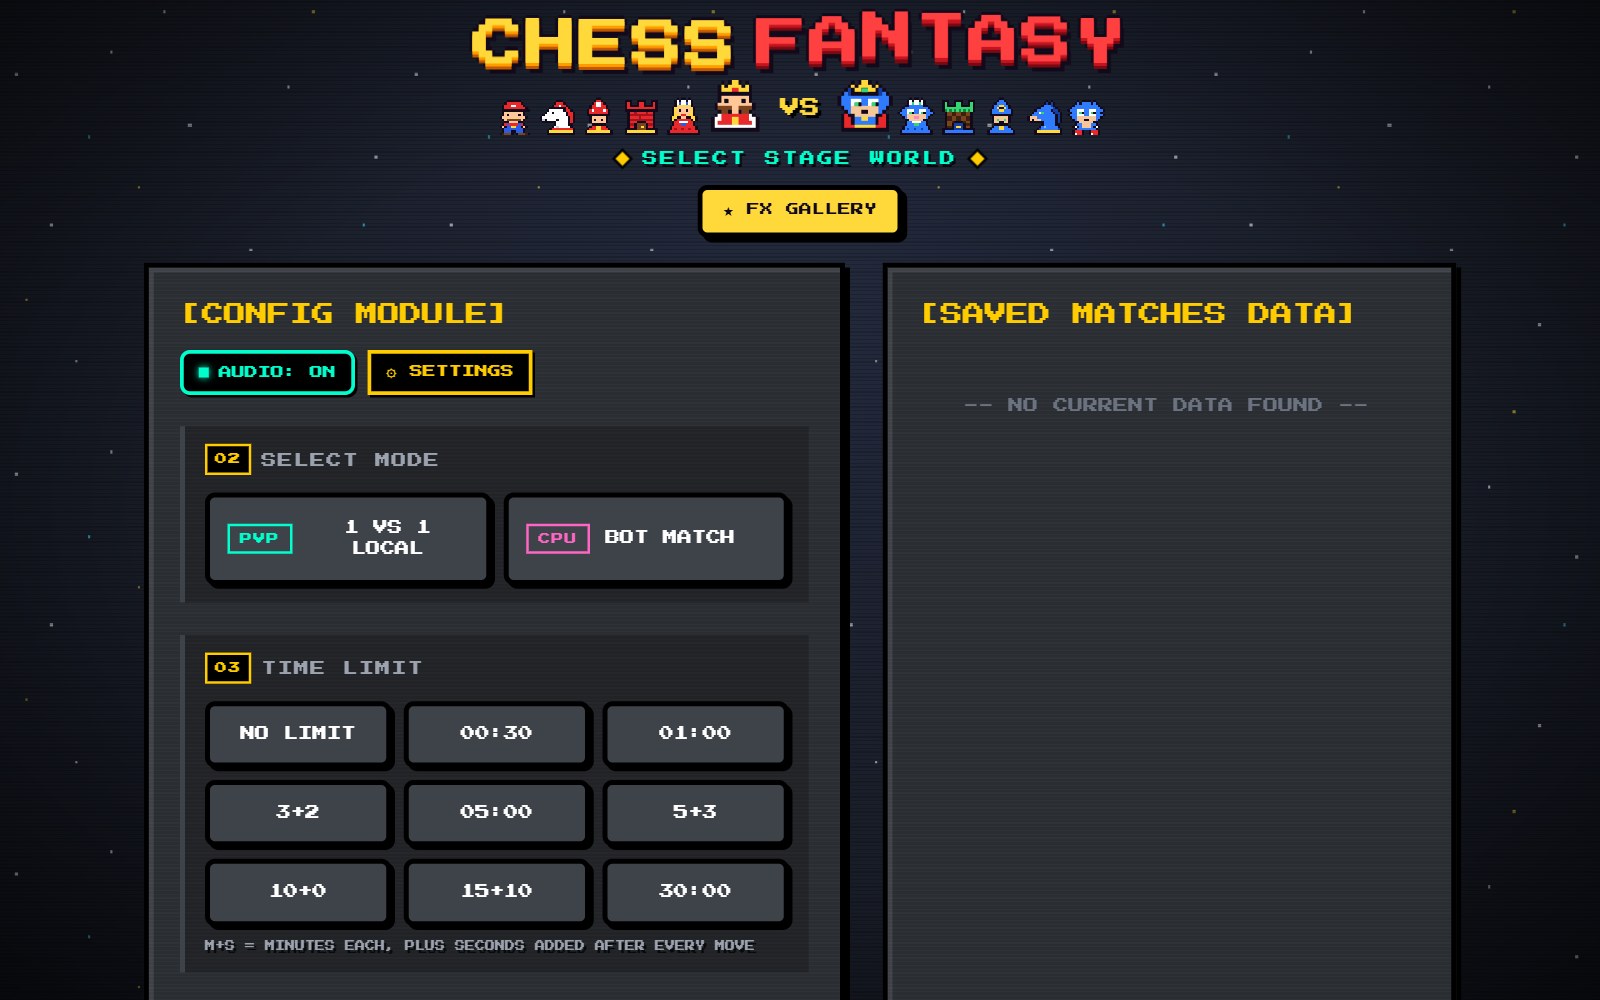 CHESS FANTASY
VS
SELECT STAGE WORLD
★ FX GALLERY
[CONFIG MODULE]
AUDIO: ON
⚙ SETTINGS
02 SELECT MODE
PVP
1 VS 1
LOCAL
CPU
BOT MATCH
03 TIME LIMIT
NO LIMIT
00:30
01:00
3+2
05:00
5+3
10+0
15+10
30:00
M+S = MINUTES EACH, PLUS SECONDS ADDED AFTER EVERY MOVE
[SAVED MATCHES DATA]
-- NO CURRENT DATA FOUND --